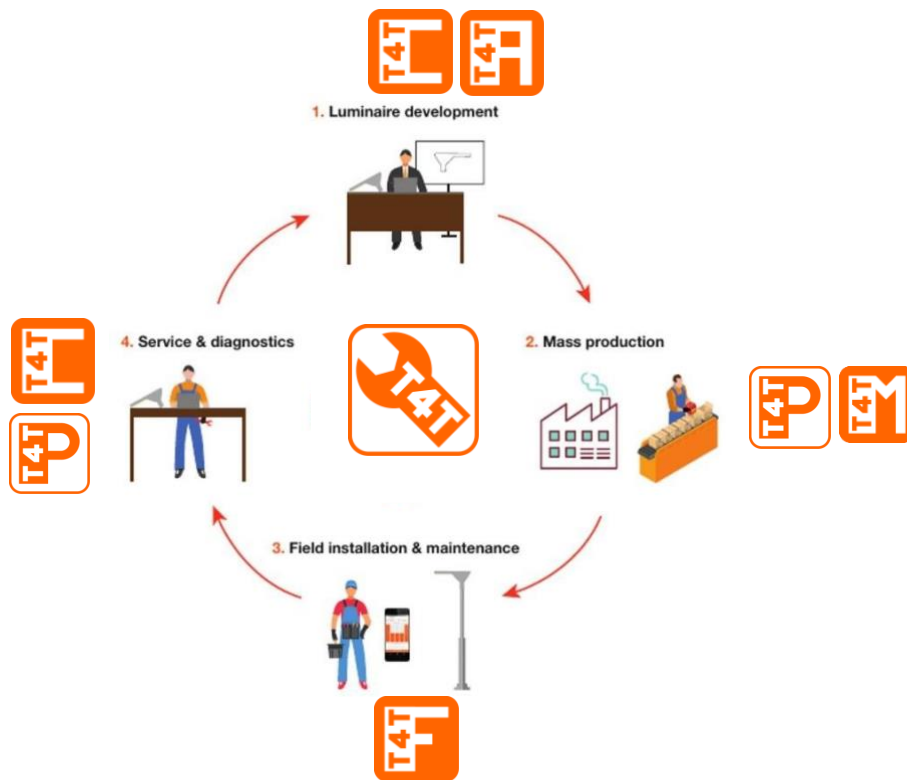 T4T C T4T
1. Luminaire development
4. Service & diagnostics
T4T C
T4T P
T4T
2. Mass production
T4T P T4T M
3. Field installation & maintenance
T4T F